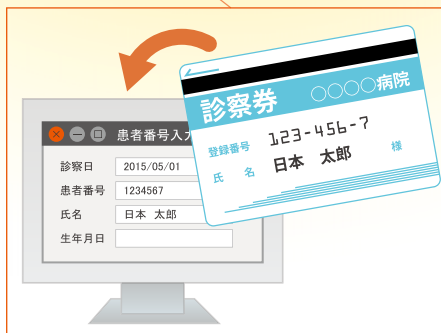 診察券
○○○○病院
登録番号 123-456-7
氏 名 日本 太郎 様
患者番号入
診察日 2015/05/01
患者番号 1234567
氏名 日本 太郎
生年月日